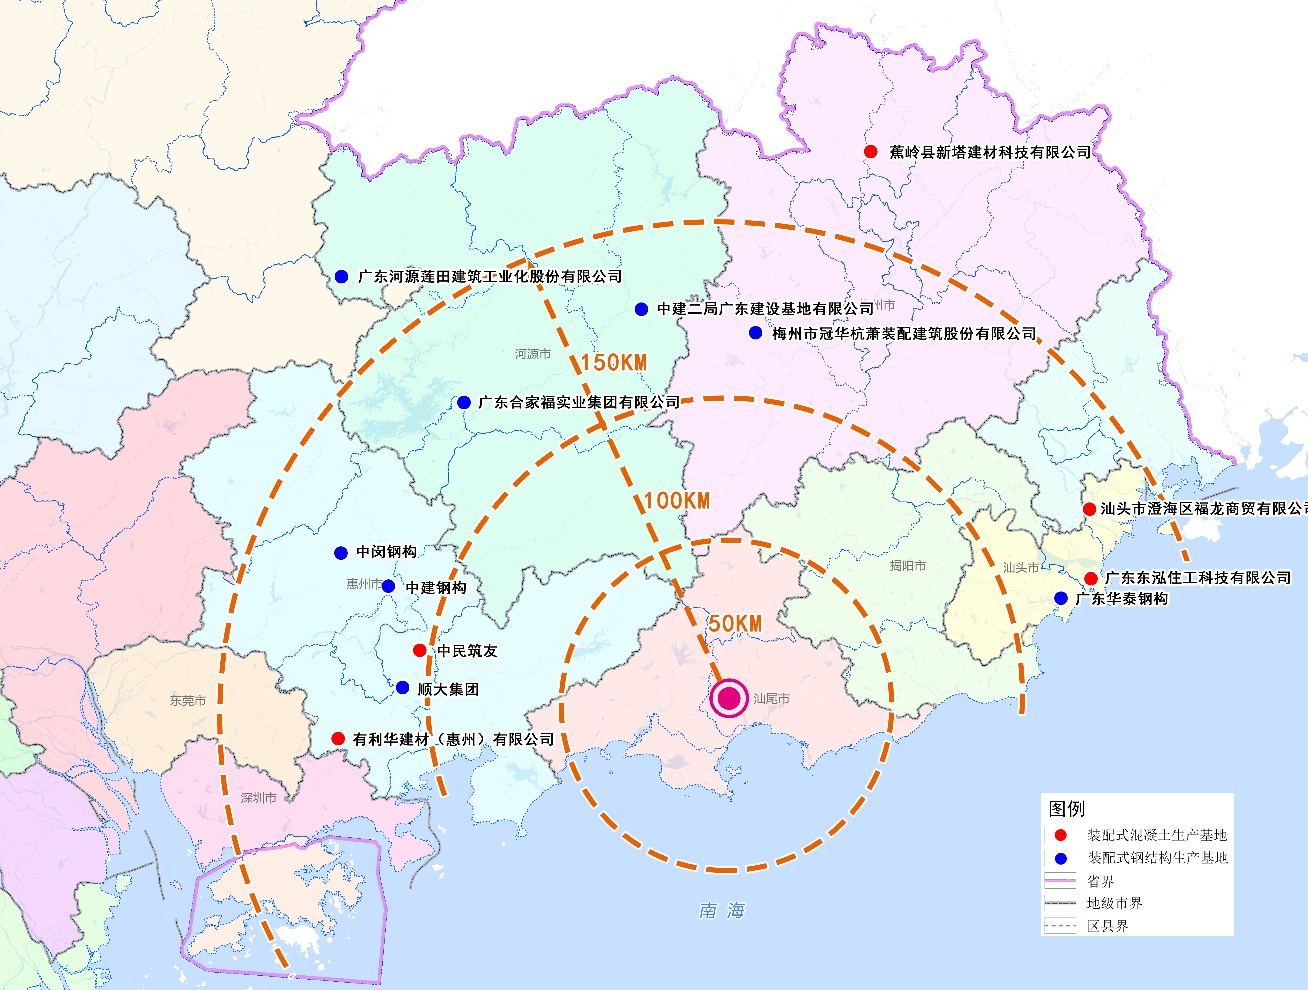 蕉岭县新塔建材科技有限公司
广东河源莲田建筑工业化股份有限公司
中建二局广东建设基地有限公司
州市
梅州市冠华杭萧装配建筑股份有限公司
河源市
150KM
广东合家福实业集团有限公司
100KM
汕头市澄海区福龙商贸有限公司
中闵钢构
惠州市
中建钢构
揭阳市
汕头市
广东东泓住工科技有限公司
广东华泰钢构
50KM
中民筑友
顺大集团
东莞市
汕尾市
有利华建材（惠州）有限公司
深圳市
南 海
图例
装配式混凝土生产基地
装配式钢结构生产基地
省界
地级市界
区县界